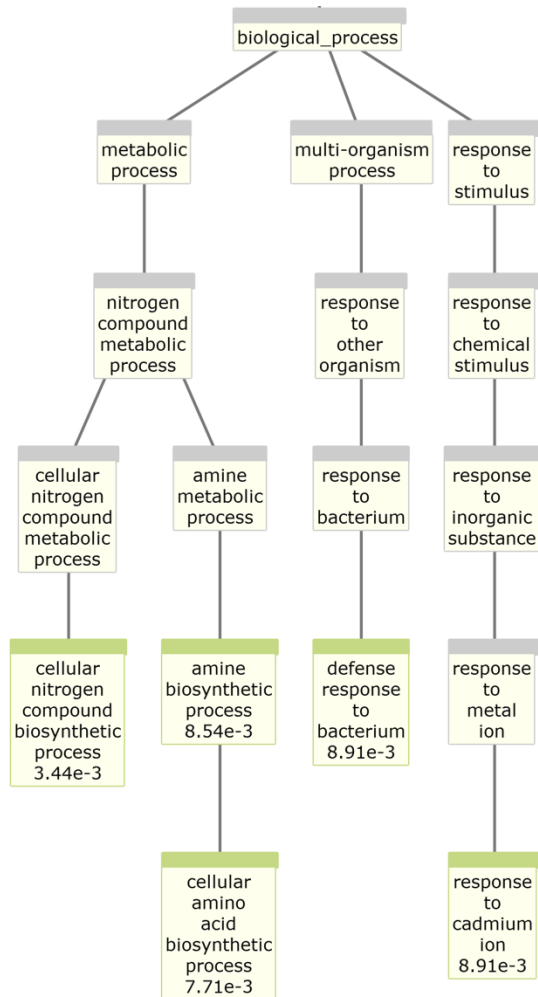 biological_process
metabolic
process
multi-organism
process
response
to
stimulus
nitrogen
compound
metabolic
process
response
to
other
organism
response
to
chemical
stimulus
cellular
nitrogen
compound
metabolic
process
amine
metabolic
process
response
to
bacterium
response
to
inorganic
substance
cellular
nitrogen
compound
biosynthetic
process
3.44e-3
amine
biosynthetic
process
8.54e-3
defense
response
to
bacterium
8.91e-3
response
to
metal
ion
cellular
amino
acid
biosynthetic
process
7.71e-3
response
to
cadmium
ion
8.91e-3